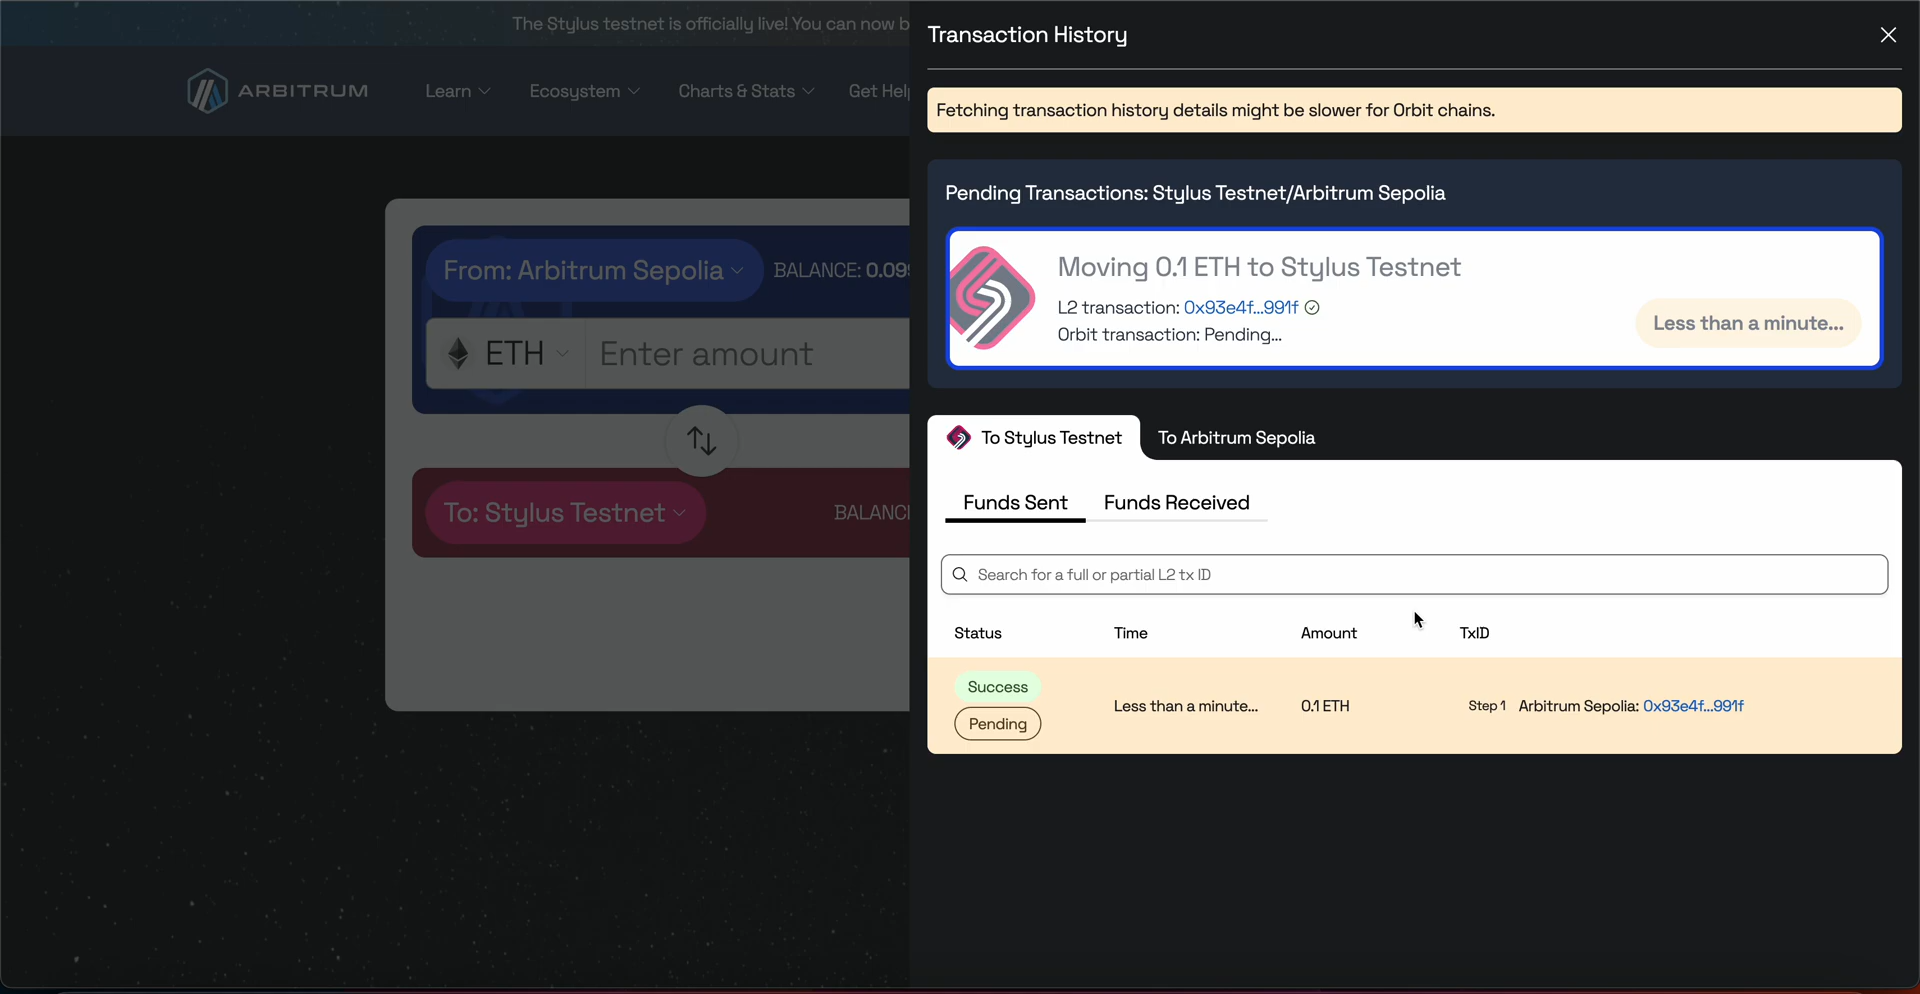 The Stylus testnet is officially live! You can now b
ARBITRUM
Learn
Ecosystem
Charts & Stats
Get Help
From: Arbitrum Sepolia
BALANCE: 0.099
ETH
Enter amount
To: Stylus Testnet
BALANC
Transaction History
Fetching transaction history details might be slower for Orbit chains.
Pending Transactions: Stylus Testnet/Arbitrum Sepolia
Moving 0.1 ETH to Stylus Testnet
L2 transaction: 0x93e4f...991f
Orbit transaction: Pending...
Less than a minute...
To Stylus Testnet
To Arbitrum Sepolia
Funds Sent
Funds Received
Search for a full or partial L2 tx ID
Status Time Amount TxID
Success
Pending
Less than a minute...
0.1 ETH
Step 1 Arbitrum Sepolia: 0x93e4f...991f